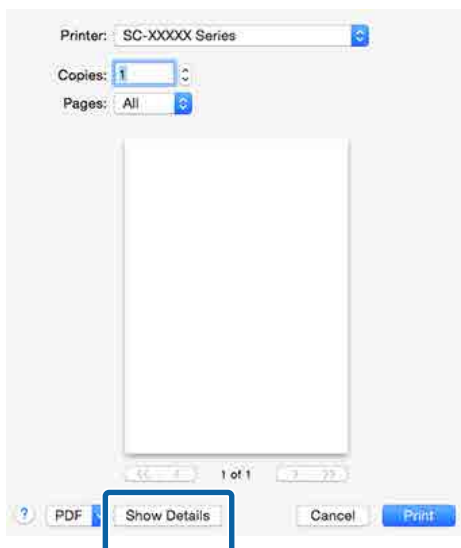 Printer: SC-XXXXX Series
Copies: 1
Pages: All
<< < 1 of 1 > >>
? PDF Show Details Cancel Print